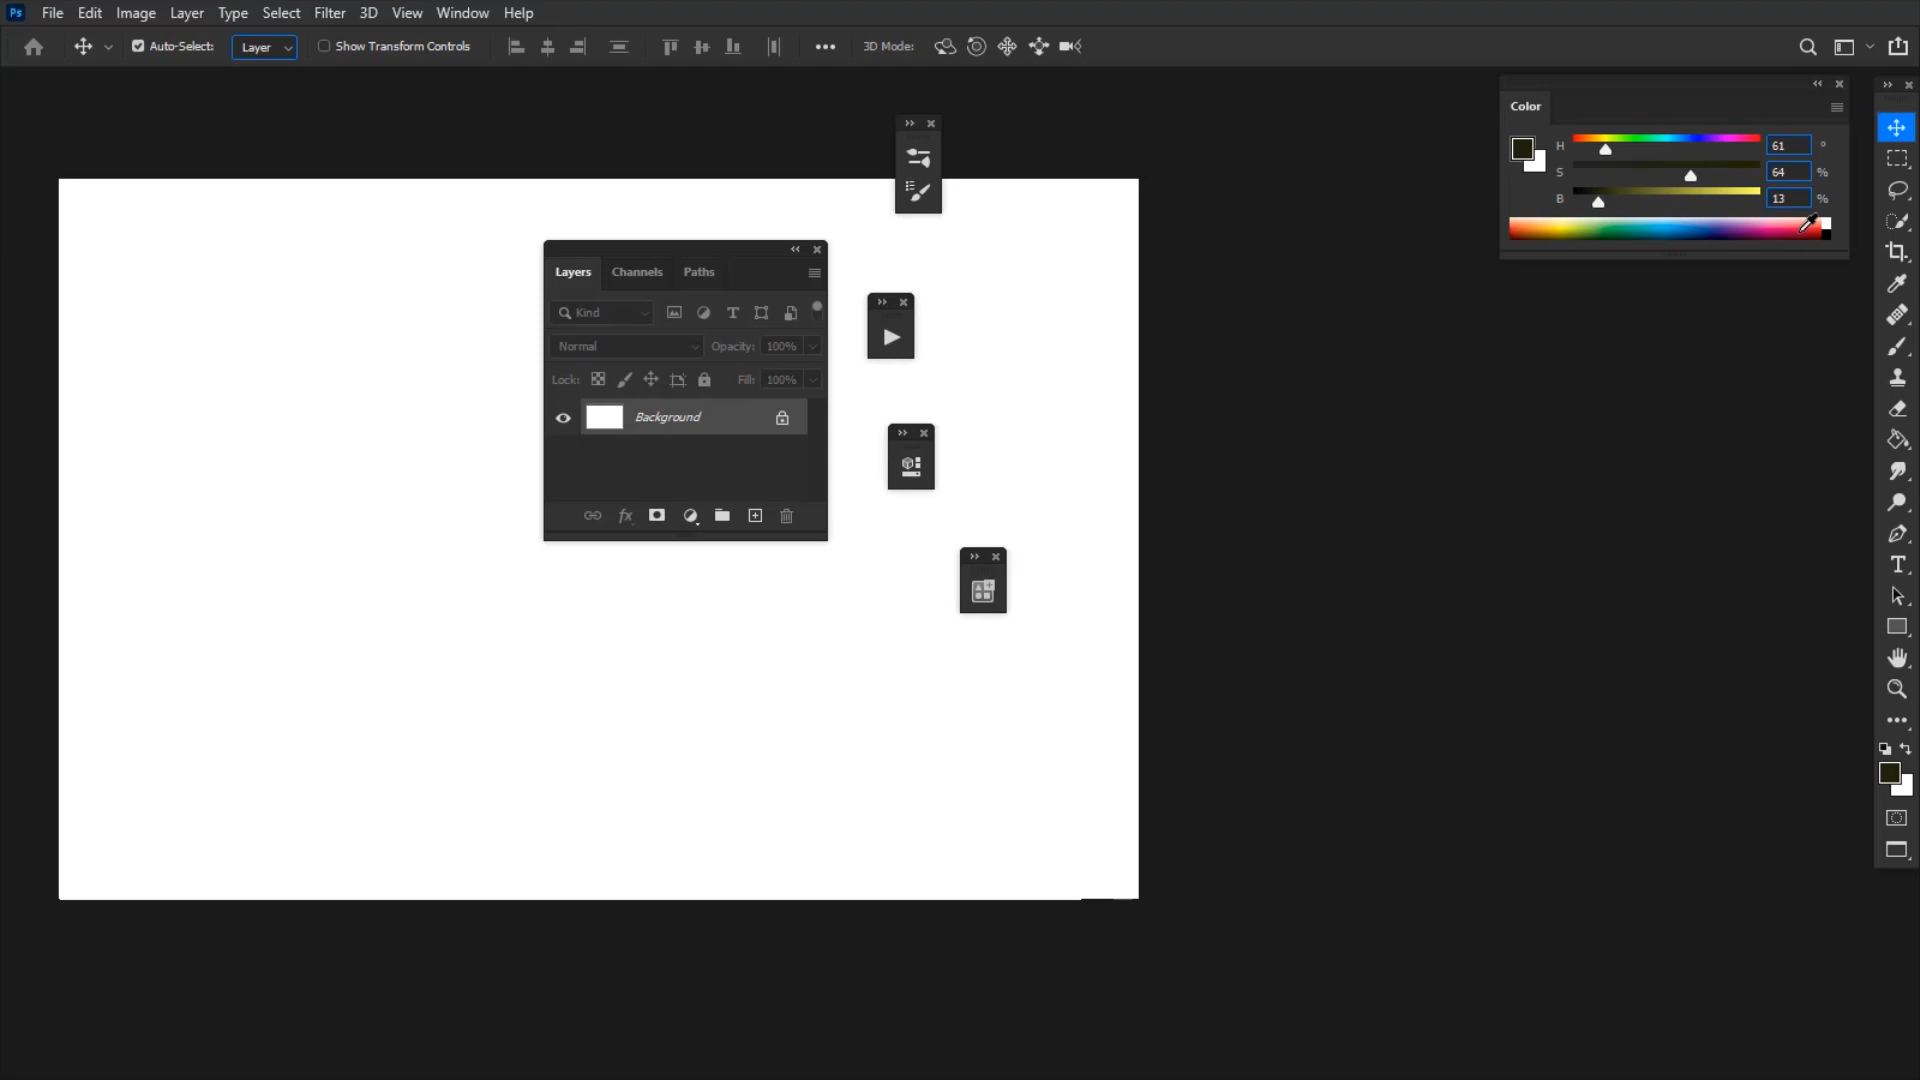 Ps File Edit Image Layer Type Select Filter 3D View Window Help
Auto-Select: Layer Show Transform Controls 3D Mode:
Color
H 61 °
S 64 %
B 13 %
Layers Channels Paths
Kind
Normal Opacity: 100%
Lock: Fill: 100%
Background